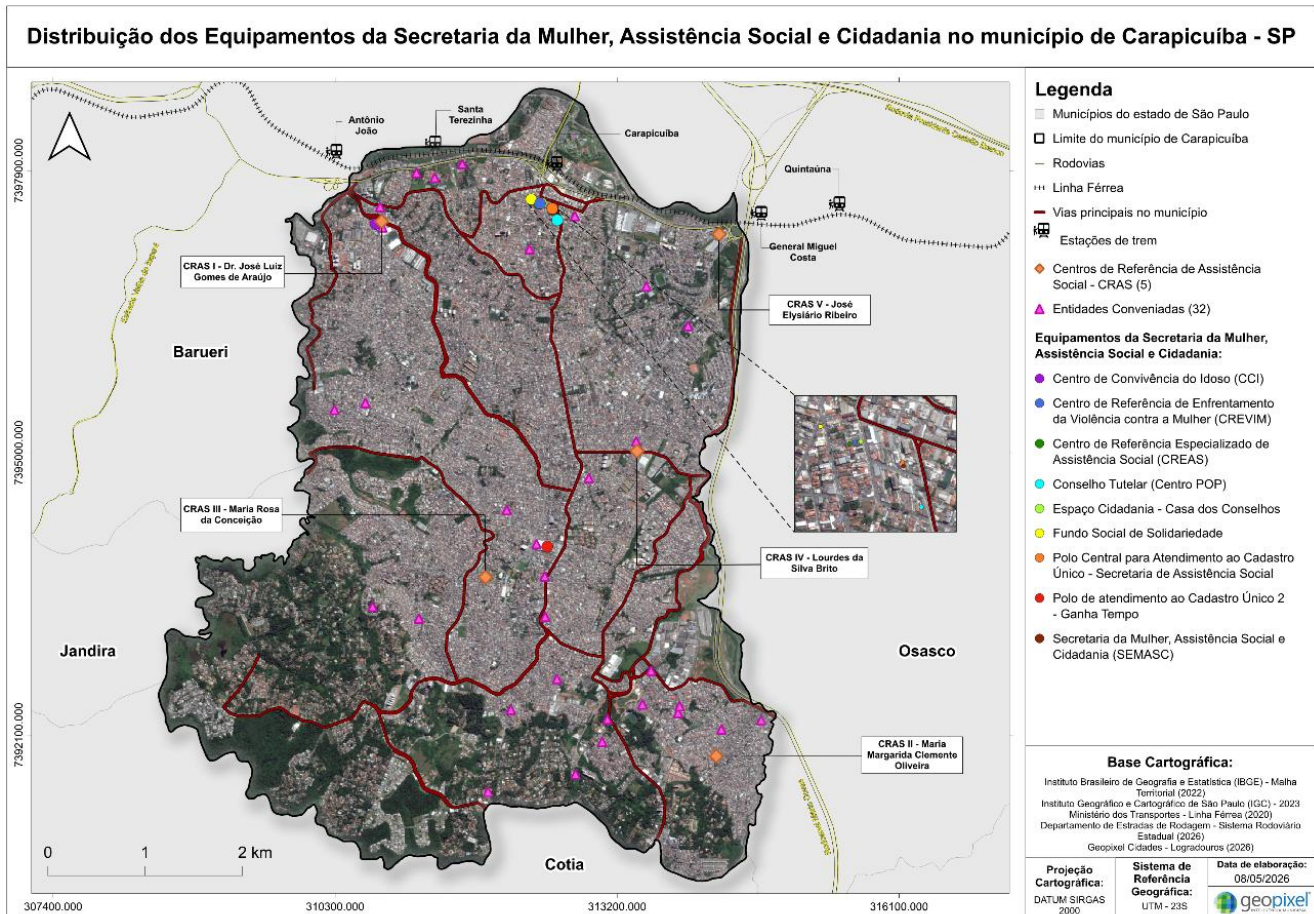 Distribuição dos Equipamentos da Secretaria da Mulher, Assistência Social e Cidadania no município de Carapicuíba - SP
Antônio
João
Santa
Terezinha
Carapicuíba
Quintaúna
General Miguel
Costa
CRAS I - Dr. José Luiz
Gomes de Araújo
CRAS V - José
Elysiário Ribeiro
Barueri
CRAS III - Maria Rosa
da Conceição
CRAS IV - Lourdes da
Silva Brito
Jandira
Osasco
CRAS II - Maria
Margarida Clemente
Oliveira
Cotia
0 1 2 km
307400.000 310300.000 313200.000 316100.000
7397900.000
7395000.000
7392100.000
Legenda
Municípios do estado de São Paulo
Limite do município de Carapicuíba
Rodovias
Linha Férrea
Vias principais no município
Estações de trem
Centros de Referência de Assistência
Social - CRAS (5)
Entidades Conveniadas (32)
Equipamentos da Secretaria da Mulher,
Assistência Social e Cidadania:
Centro de Convivência do Idoso (CCI)
Centro de Referência de Enfrentamento
da Violência contra a Mulher (CREVIM)
Centro de Referência Especializado de
Assistência Social (CREAS)
Conselho Tutelar (Centro POP)
Espaço Cidadania - Casa dos Conselhos
Fundo Social de Solidariedade
Polo Central para Atendimento ao Cadastro
Único - Secretaria de Assistência Social
Polo de atendimento ao Cadastro Único 2
- Ganha Tempo
Secretaria da Mulher, Assistência Social e
Cidadania (SEMASC)
Base Cartográfica:
Instituto Brasileiro de Geografia e Estatística (IBGE) - Malha
Territorial (2022)
Instituto Geográfico e Cartográfico de São Paulo (IGC) - 2023
Ministério dos Transportes - Linha Férrea (2020)
Departamento de Estradas de Rodagem - Sistema Rodoviário
Estadual (2026)
Geopixel Cidades - Logradouros (2026)
Projeção
Cartográfica:
DATUM SIRGAS
2000
Sistema de
Referência
Geográfica:
UTM - 23S
Data de elaboração:
08/05/2026
geopixel